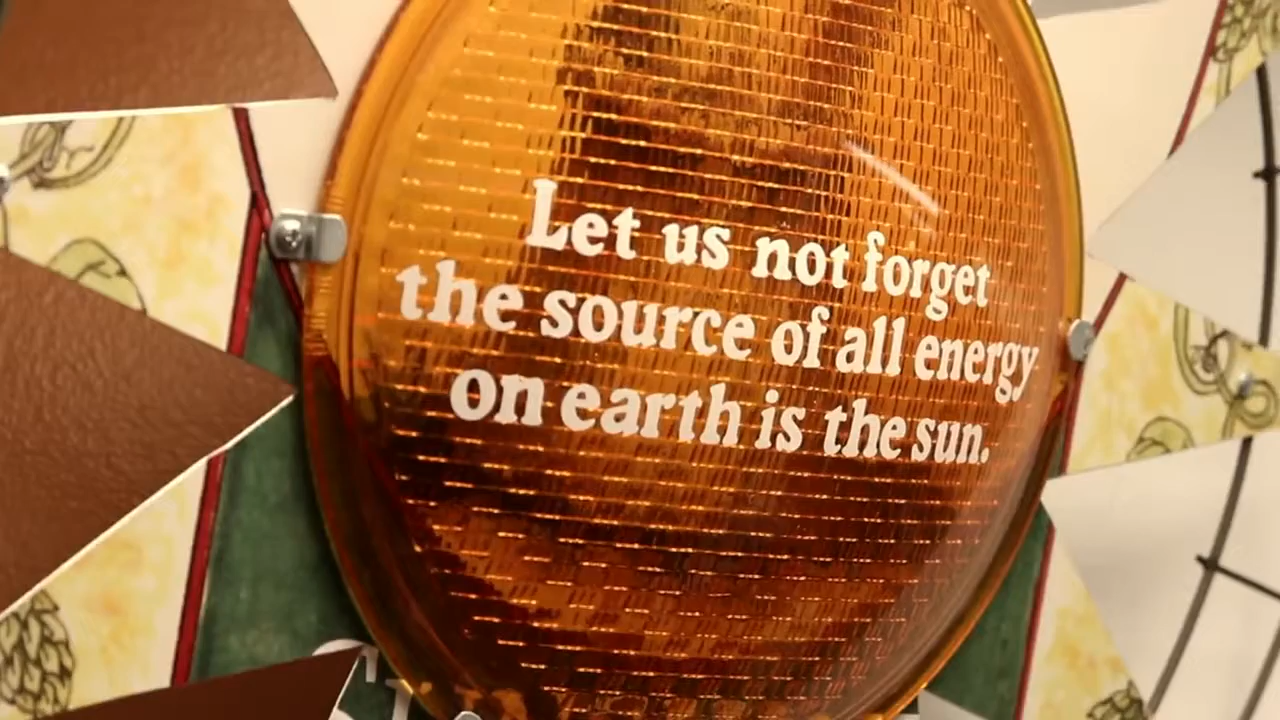 Let us not forget
the source of all energy
on earth is the sun.